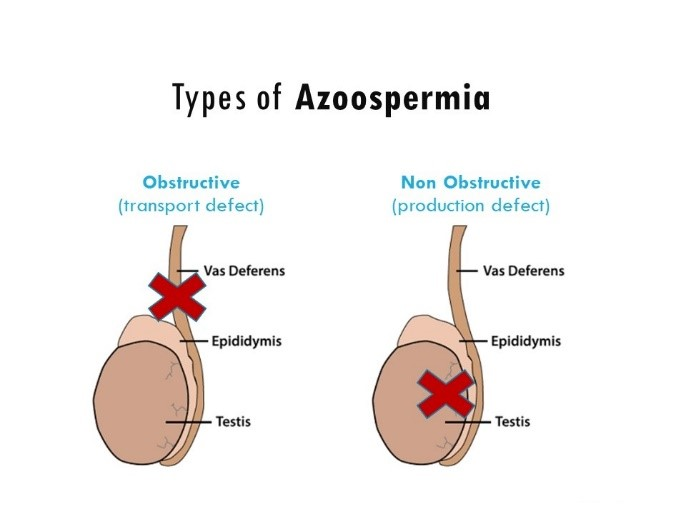 Types of Azoospermia
Obstructive
(transport defect)
Vas Deferens
Epididymis
Testis
Non Obstructive
(production defect)
Vas Deferens
Epididymis
Testis